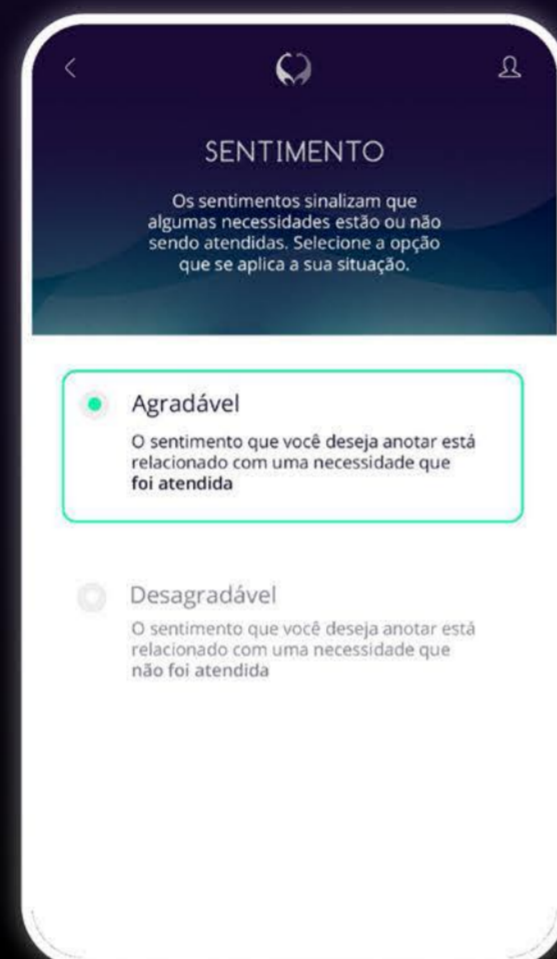 SENTIMENTO
Os sentimentos sinalizam que
algumas necessidades estão ou não
sendo atendidas. Selecione a opção
que se aplica a sua situação.
Agradável
O sentimento que você deseja anotar está
relacionado com uma necessidade que
foi atendida
Desagradável
O sentimento que você deseja anotar está
relacionado com uma necessidade que
não foi atendida